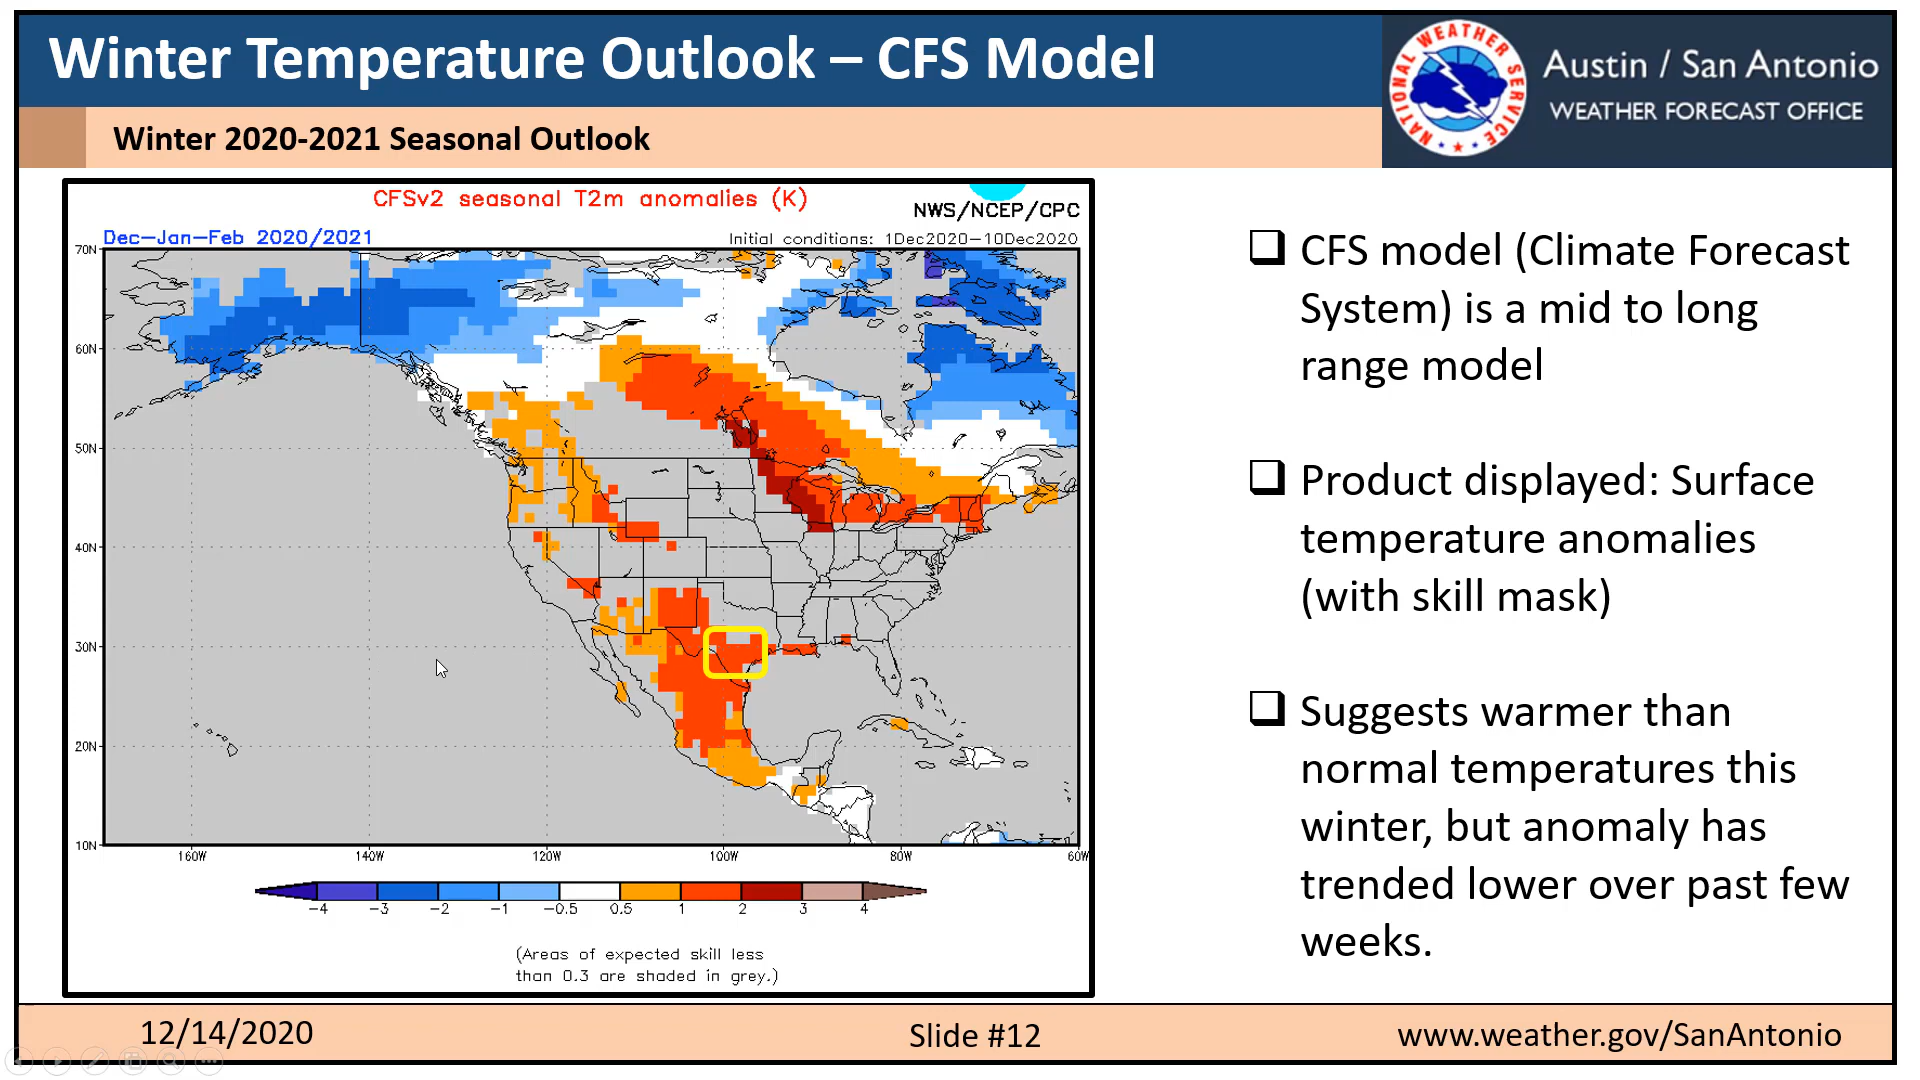 Winter Temperature Outlook – CFS Model
NATIONAL WEATHER SERVICE
Austin / San Antonio
WEATHER FORECAST OFFICE
Winter 2020-2021 Seasonal Outlook
CFSv2 seasonal T2m anomalies (K)
NWS/NCEP/CPC
Dec-Jan-Feb 2020/2021
Initial conditions: 1Dec2020-10Dec2020
70N
60N
50N
40N
30N
20N
10N
160W
140W
120W
100W
80W
60W
-4
-3
-2
-1
-0.5
0.5
1
2
3
4
(Areas of expected skill less
than 0.3 are shaded in grey.)
CFS model (Climate Forecast
System) is a mid to long
range model
Product displayed: Surface
temperature anomalies
(with skill mask)
Suggests warmer than
normal temperatures this
winter, but anomaly has
trended lower over past few
weeks.
12/14/2020
Slide #12
www.weather.gov/SanAntonio